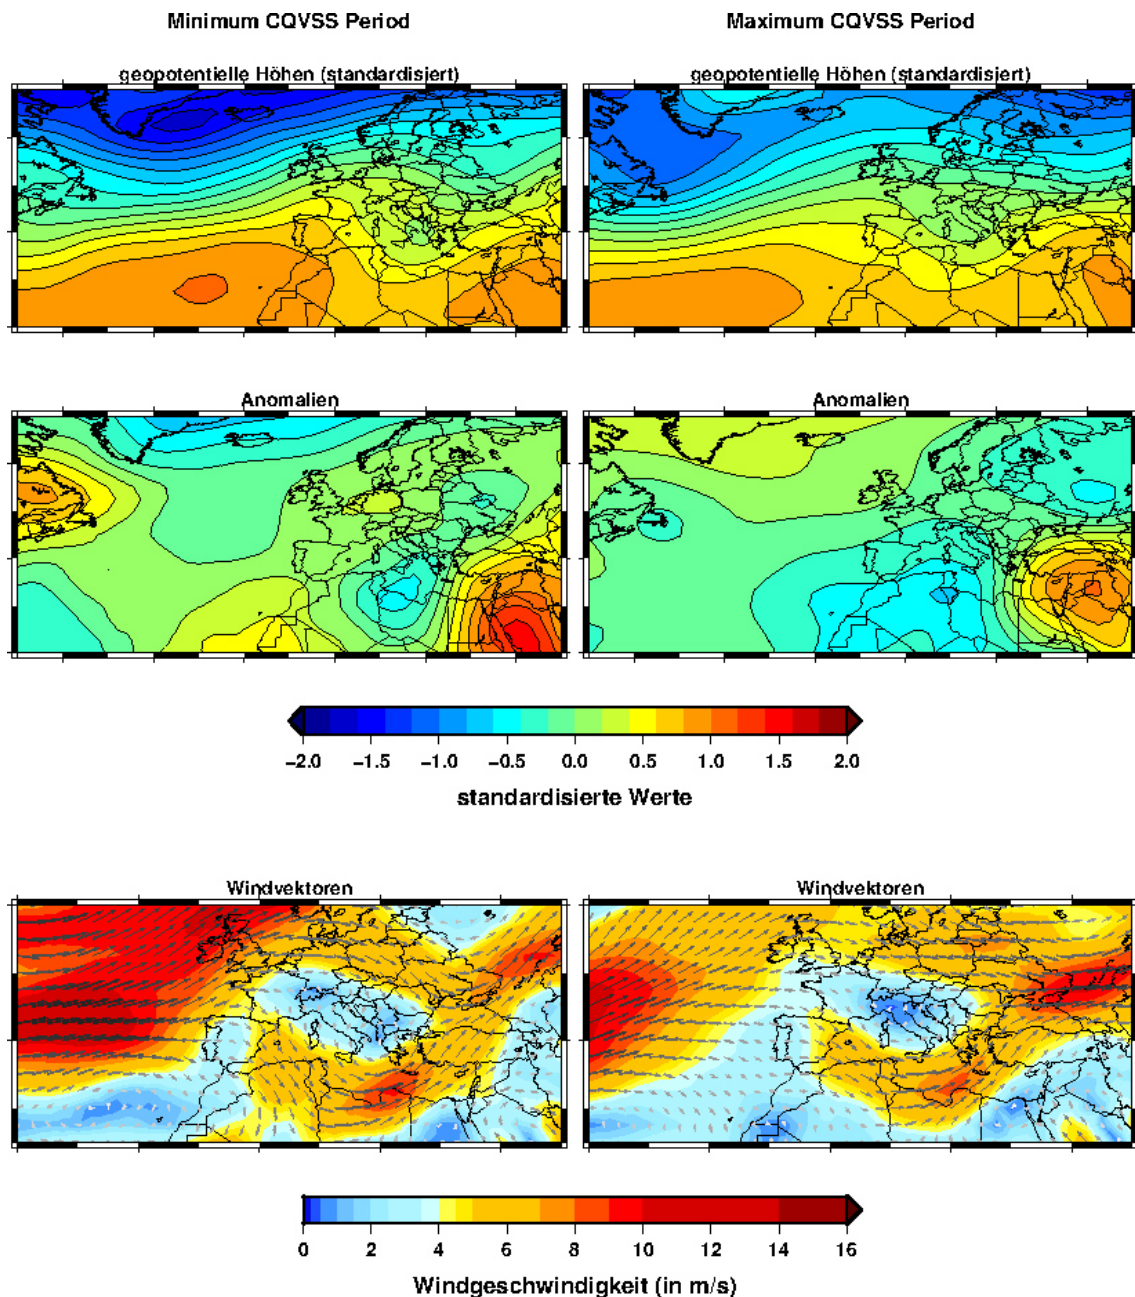 Minimum CQVSS Period
Maximum CQVSS Period
geopotentielle Höhen (standardisiert)
geopotentielle Höhen (standardisiert)
Anomalien
Anomalien
−2.0 −1.5 −1.0 −0.5 0.0 0.5 1.0 1.5 2.0
standardisierte Werte
Windvektoren
Windvektoren
0 2 4 6 8 10 12 14 16
Windgeschwindigkeit (in m/s)